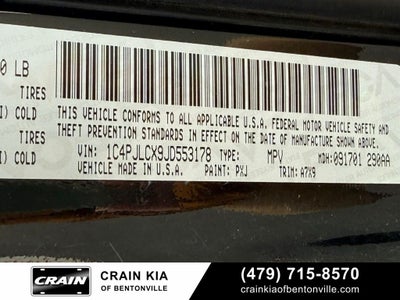 0 LB
TIRES
I) COLD
TIRES
I) COLD
THIS VEHICLE CONFORMS TO ALL APPLICABLE U.S.A. FEDERAL MOTOR VEHICLE SAFETY, BUMPER AND
THEFT PREVENTION STANDARDS IN EFFECT ON THE DATE OF MANUFACTURE SHOWN ABOVE.
VIN: 1C4PJLCX9JD553178 TYPE: MPV MDH: 091701 290AA
VEHICLE MADE IN U.S.A. PAINT: PXJ TRIM: A7X9
CRAIN
CRAIN KIA
OF BENTONVILLE
(479) 715-8570
crainkiaofbentonville.com